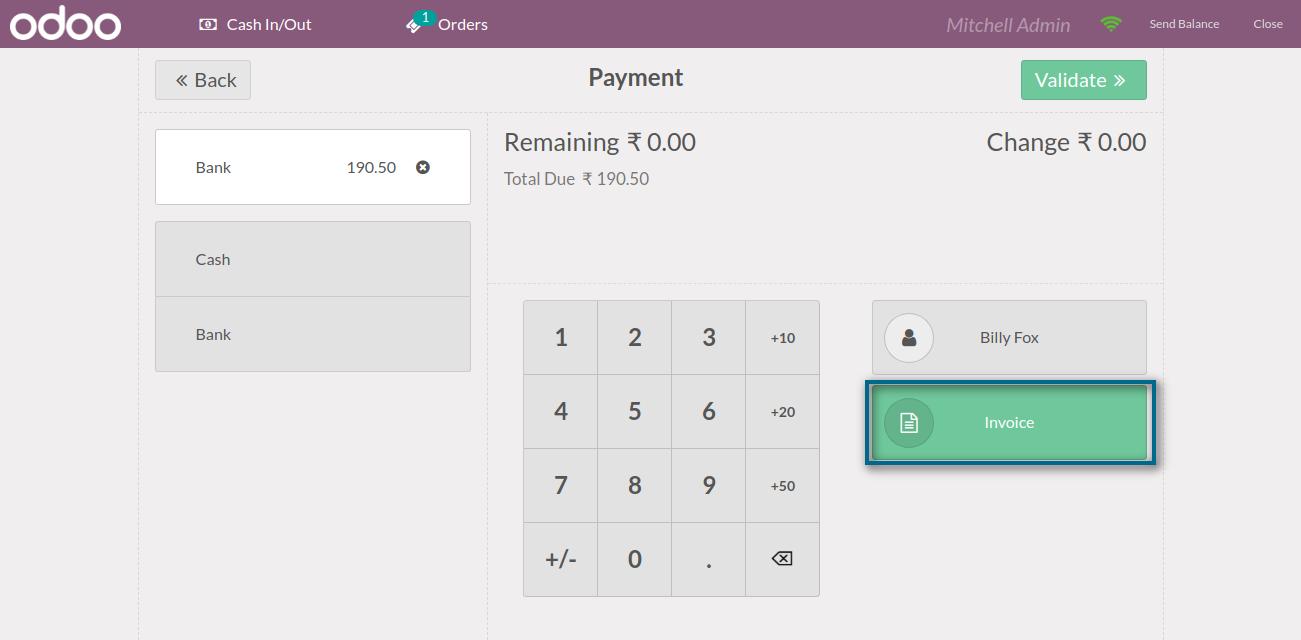 odoo Cash In/Out 1 Orders Mitchell Admin Send Balance Close
Back Payment Validate
Bank 190.50
Remaining ₹ 0.00 Change ₹ 0.00
Total Due ₹ 190.50
Cash
Bank
1 2 3 +10
4 5 6 +20
7 8 9 +50
+/- 0 .
Billy Fox
Invoice